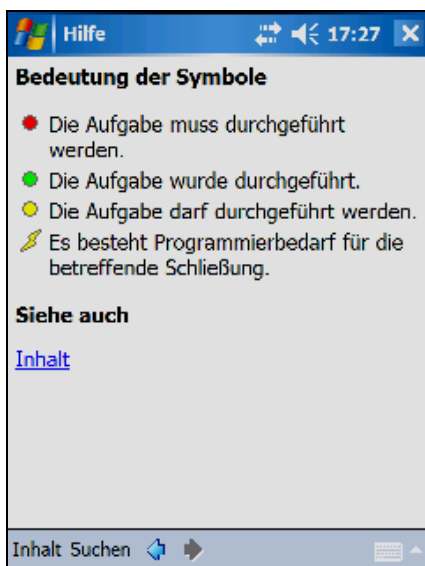 Hilfe 17:27
Bedeutung der Symbole
Die Aufgabe muss durchgeführt
werden.
Die Aufgabe wurde durchgeführt.
Die Aufgabe darf durchgeführt werden.
Es besteht Programmierbedarf für die
betreffende Schließung.
Siehe auch
Inhalt
Inhalt Suchen